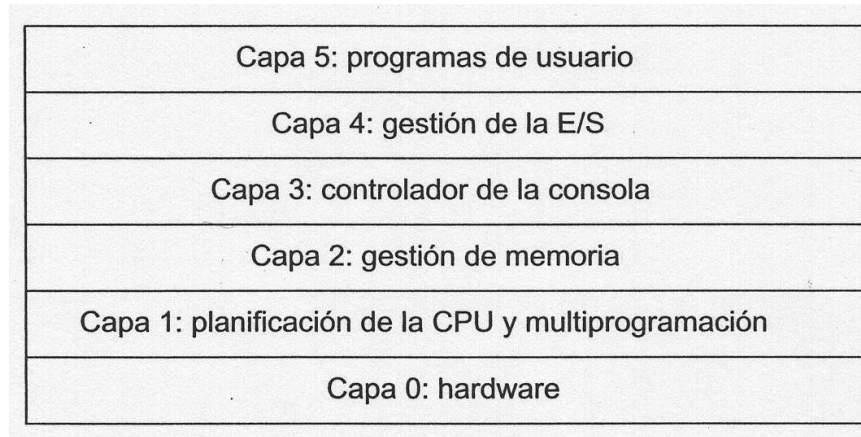 Capa 5: programas de usuario
Capa 4: gestión de la E/S
Capa 3: controlador de la consola
Capa 2: gestión de memoria
Capa 1: planificación de la CPU y multiprogramación
Capa 0: hardware